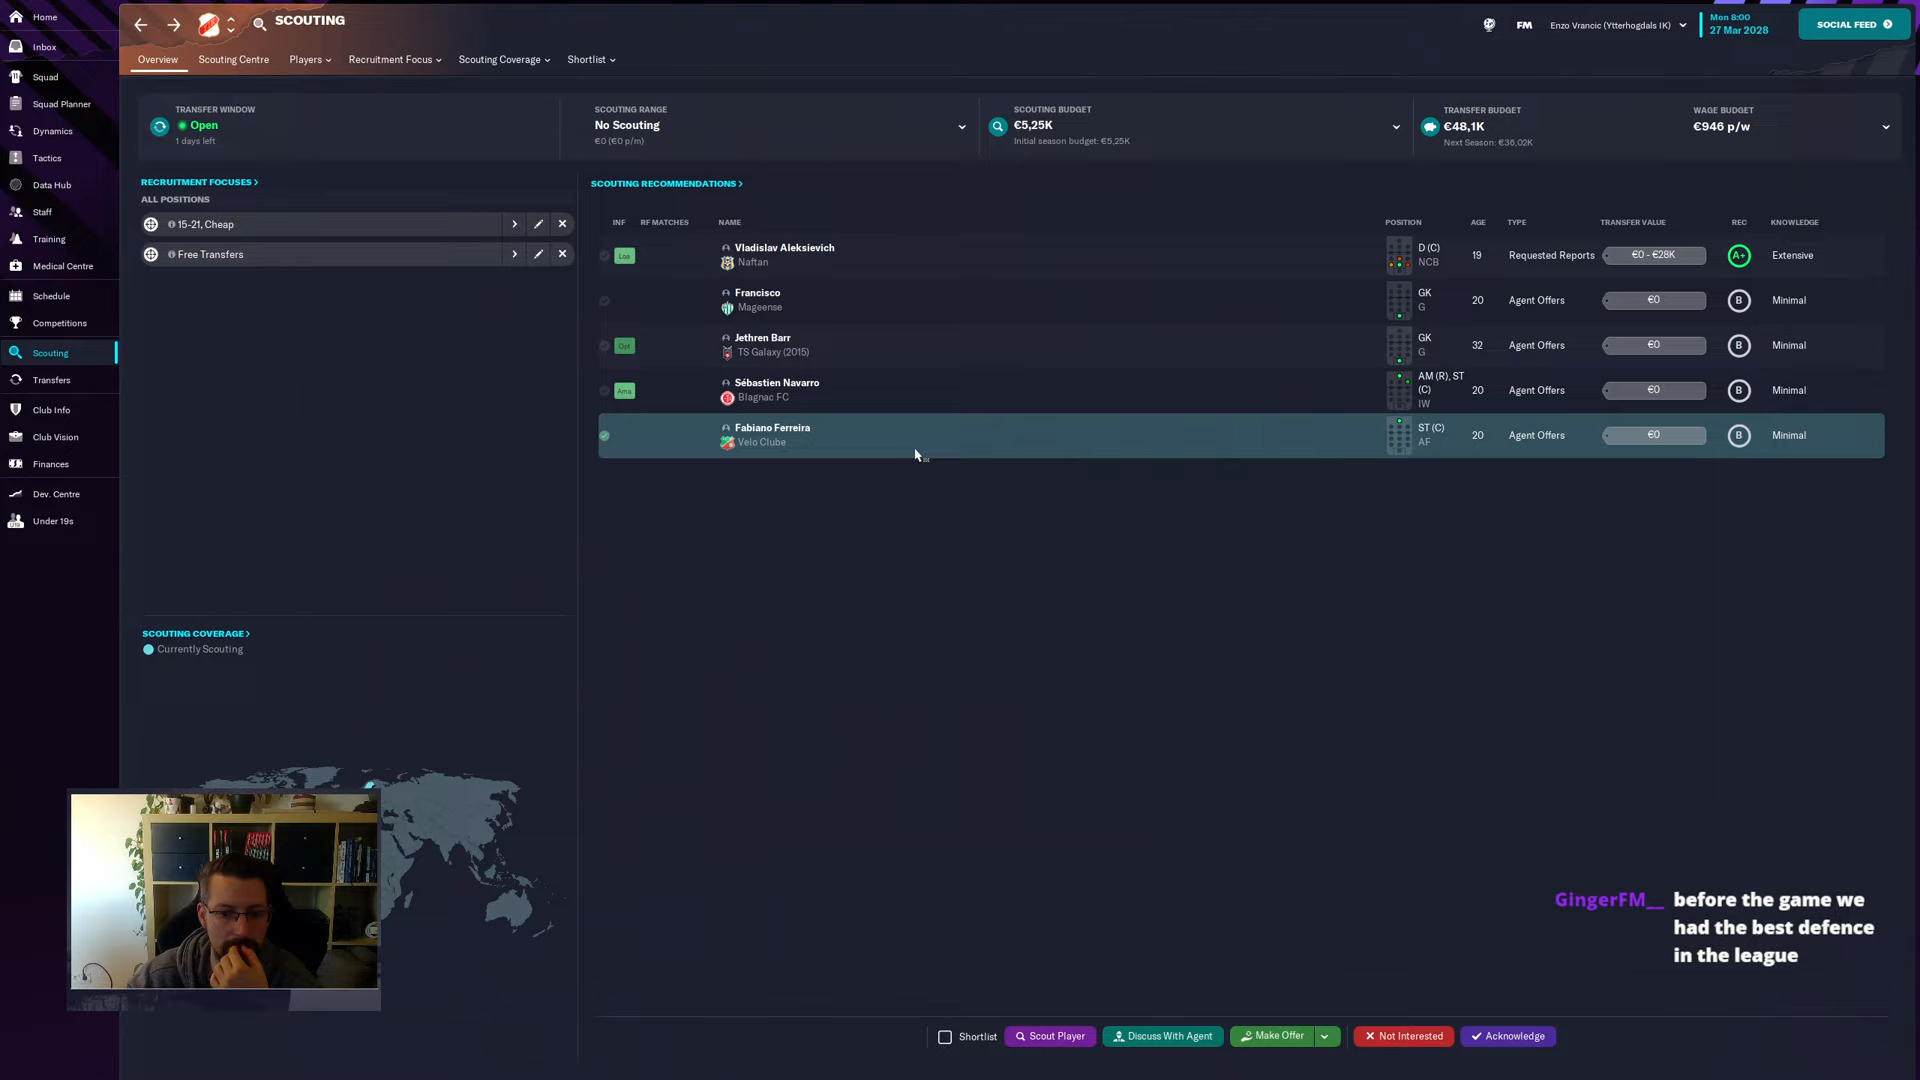 Home
Inbox
Squad
Squad Planner
Dynamics
Tactics
Data Hub
Staff
Training
Medical Centre
Schedule
Competitions
Scouting
Transfers
Club Info
Club Vision
Finances
Dev. Centre
Under 19s
SCOUTING
FM
Enzo Vrancic (Ytterhogdals IK)
Mon 8:00
27 Mar 2028
SOCIAL FEED
Overview
Scouting Centre
Players
Recruitment Focus
Scouting Coverage
Shortlist
TRANSFER WINDOW
Open
1 days left
SCOUTING RANGE
No Scouting
€0 (€0 p/m)
SCOUTING BUDGET
€5,25K
Initial season budget: €5,25K
TRANSFER BUDGET
€48,1K
Next Season: €36,02K
WAGE BUDGET
€946 p/w
RECRUITMENT FOCUSES >
ALL POSITIONS
15-21, Cheap
Free Transfers
SCOUTING COVERAGE >
Currently Scouting
SCOUTING RECOMMENDATIONS >
INF RF MATCHES NAME POSITION AGE TYPE TRANSFER VALUE REC KNOWLEDGE
Loa Vladislav Aleksievich D (C) 19 Requested Reports €0 - €28K A+ Extensive
Naftan NCB
Francisco GK 20 Agent Offers €0 B Minimal
Mageense G
Opt Jethren Barr GK 32 Agent Offers €0 B Minimal
TS Galaxy (2015) G
Ama Sébastien Navarro AM (R), ST (C) 20 Agent Offers €0 B Minimal
Blagnac FC IW
Fabiano Ferreira ST (C) 20 Agent Offers €0 B Minimal
Velo Clube AF
GingerFM__ before the game we
had the best defence
in the league
Shortlist
Scout Player
Discuss With Agent
Make Offer
Not Interested
Acknowledge